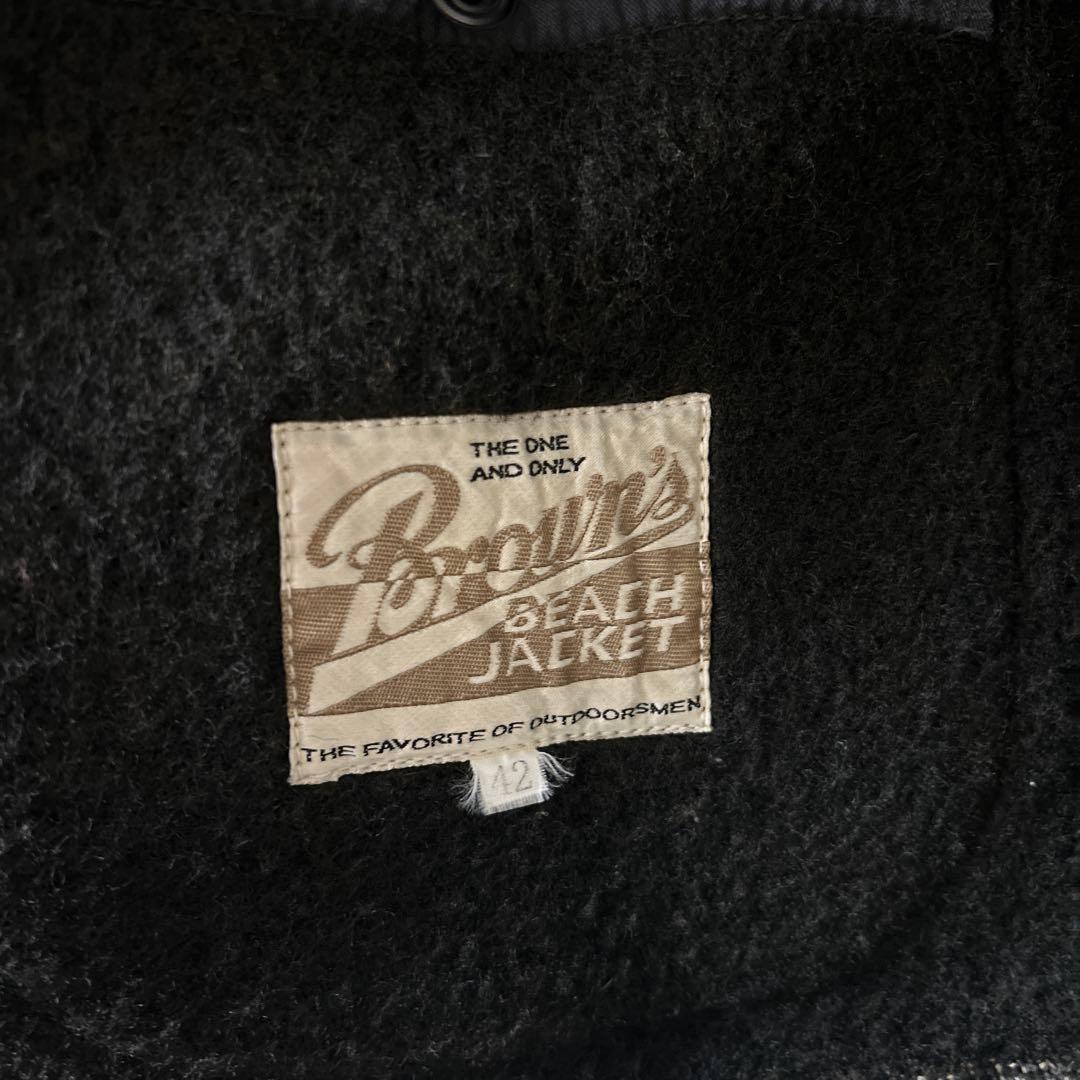 THE ONE
AND ONLY
Brown's
BEACH
JACKET
THE FAVORITE OF OUTDOORSMEN
42